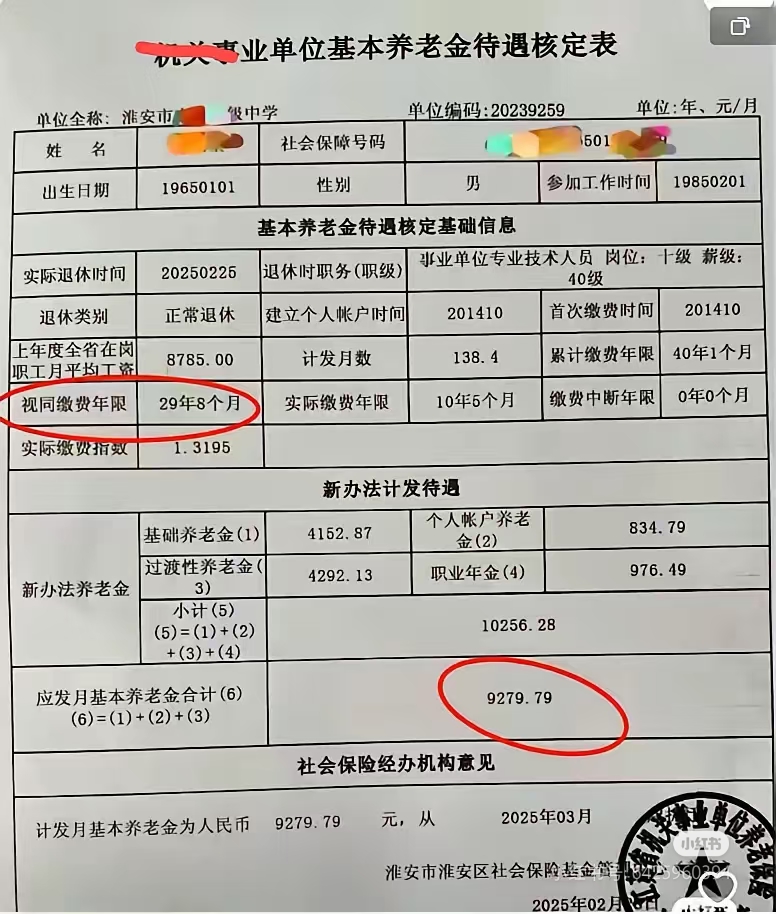 机关事业单位基本养老金待遇核定表
单位全称: 淮安市 级中学 单位编码:20239259 单位:年、元/月
姓 名 社会保障号码 501
出生日期 19650101 性别 男 参加工作时间 19850201
基本养老金待遇核定基础信息
实际退休时间 20250225 退休时职务(职级) 事业单位专业技术人员 岗位: 十级 薪级:
40级
退休类别 正常退休 建立个人帐户时间 201410 首次缴费时间 201410
上年度全省在岗
职工月平均工资 8785.00 计发月数 138.4 累计缴费年限 40年1个月
视同缴费年限 29年8个月 实际缴费年限 10年5个月 缴费中断年限 0年0个月
实际缴费指数 1.3195
新办法计发待遇
新办法养老金 基础养老金(1) 4152.87 个人帐户养老
金(2) 834.79
过渡性养老金(
3) 4292.13 职业年金(4) 976.49
小计(5)
(5)=(1)+(2)
+(3)+(4) 10256.28
应发月基本养老金合计(6)
(6)=(1)+(2)+(3) 9279.79
社会保险经办机构意见
计发月基本养老金为人民币 9279.79 元, 从 2025年03月
淮安市淮安区社会保险基金管
2025年02月
江苏省机关事业单位养老保险
小红书